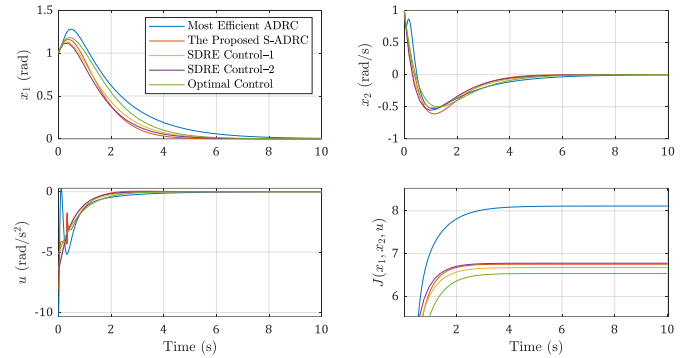 1.5
1
0.5
0
x1 (rad)
0 2 4 6 8 10
Most Efficient ADRC
The Proposed S-ADRC
SDRE Control−1
SDRE Control−2
Optimal Control
1
0.5
0
-0.5
-1
x2 (rad/s)
0 2 4 6 8 10
0
-5
-10
u (rad/s²)
0 2 4 6 8 10
Time (s)
8
7
6
J(x1, x2, u)
0 2 4 6 8 10
Time (s)